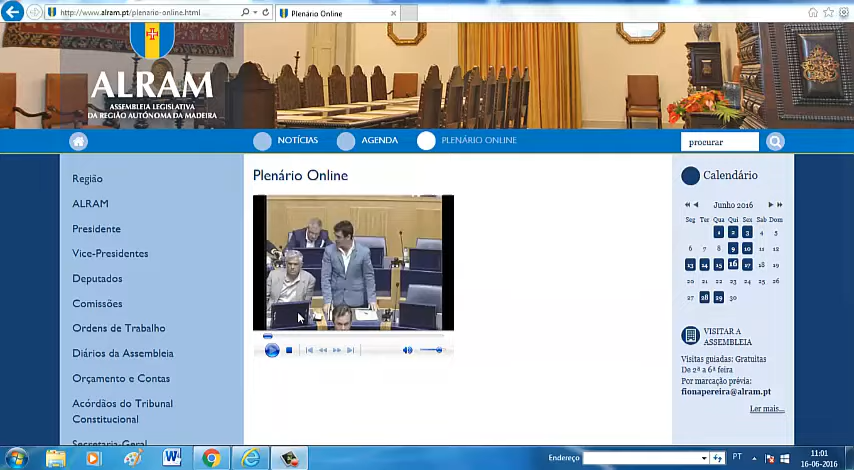 http://www.alram.pt/plenario-online.html
Plenário Online
ALRAM
ASSEMBLEIA LEGISLATIVA
DA REGIÃO AUTÓNOMA DA MADEIRA
NOTÍCIAS
AGENDA
PLENÁRIO ONLINE
procurar
Região
ALRAM
Presidente
Vice-Presidentes
Deputados
Comissões
Ordens de Trabalho
Diários da Assembleia
Orçamento e Contas
Acórdãos do Tribunal
Constitucional
Secretaria-Geral
Plenário Online
Calendário
Junho 2016
Seg Ter Qua Qui Sex Sab Dom
1 2 3 4 5
6 7 8 9 10 11 12
13 14 15 16 17 18 19
20 21 22 23 24 25 26
27 28 29 30
VISITAR A
ASSEMBLEIA
Visitas guiadas: Gratuitas
De 2ª a 6ª feira
Por marcação prévia:
fionapereira@alram.pt
Ler mais...
Endereço
PT
11:01
16-06-2016